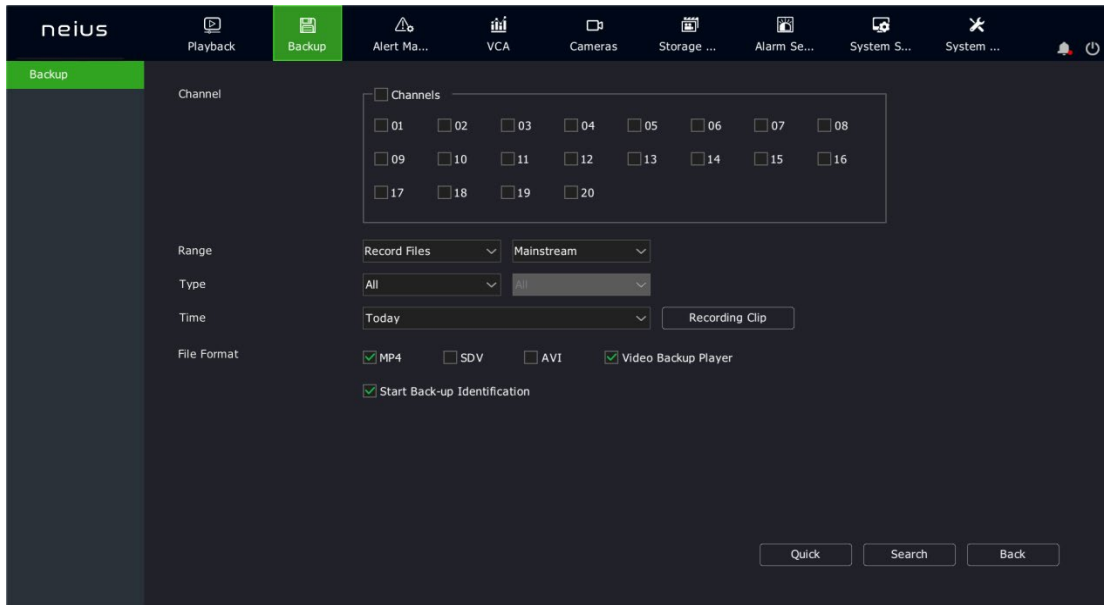 neius
Playback Backup Alert Ma... VCA Cameras Storage ... Alarm Se... System S... System ...
Backup
Channel Channels
01 02 03 04 05 06 07 08
09 10 11 12 13 14 15 16
17 18 19 20
Range Record Files Mainstream
Type All All
Time Today Recording Clip
File Format MP4 SDV AVI Video Backup Player
Start Back-up Identification
Quick Search Back